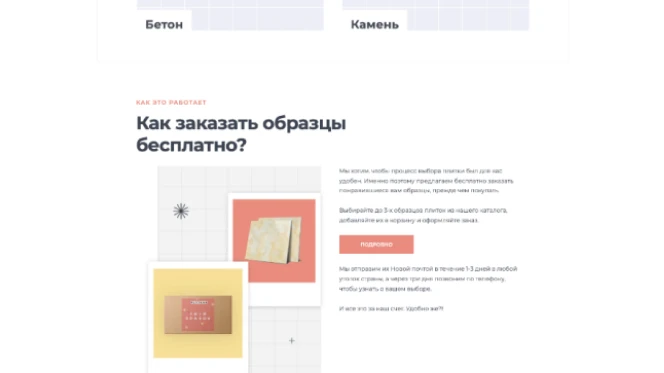 Бетон
Камень
КАК ЭТО РАБОТАЕТ
Как заказать образцы
бесплатно?
Мы хотим, чтобы процесс выбора плитки был для вас
удобен. Именно поэтому предлагаем бесплатно заказать
понравившиеся вам образцы, прежде чем покупать.
Выбирайте до 3-х образцов плитки из нашего каталога,
добавляйте в корзину и оформляйте заказ.
ПОДРОБНО
Мы отправим их Новой почтой в течение 1-3 дней в любой
уголок страны, а через три дня позвоним по телефону,
чтобы узнать о вашем выборе.
И все это за наш счет. Удобно же?!